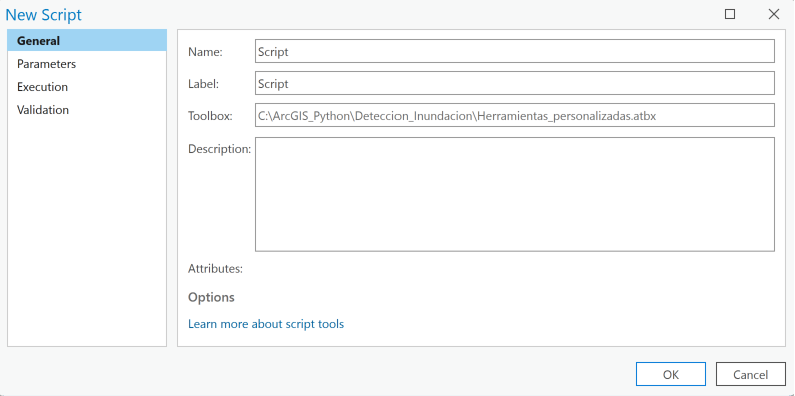 New Script
General
Parameters
Execution
Validation
Name: Script
Label: Script
Toolbox: C:\ArcGIS_Python\Deteccion_Inundacion\Herramientas_personalizadas.atbx
Description:
Attributes:
Options
Learn more about script tools
OK Cancel